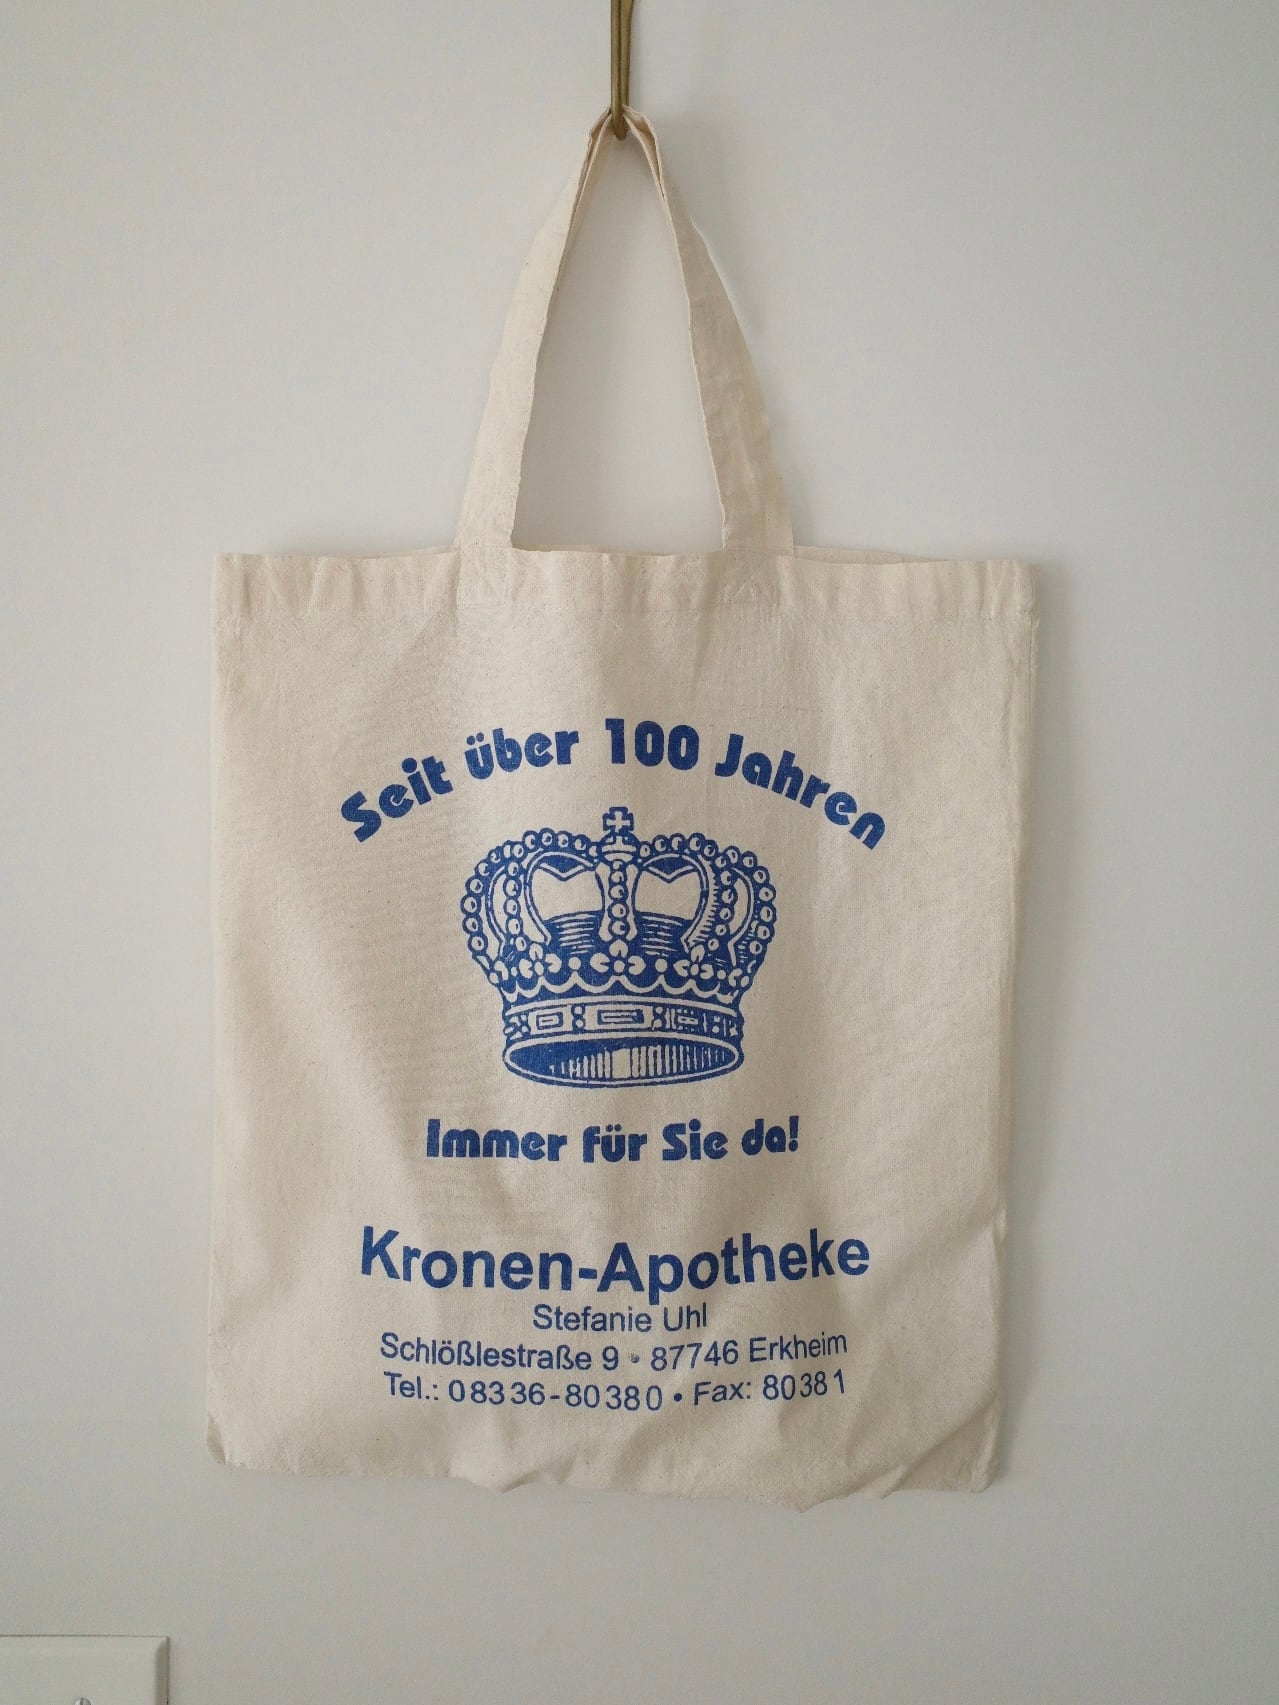 Seit über 100 Jahren
Immer für Sie da!
Kronen-Apotheke
Stefanie Uhl
Schlößlestraße 9 • 87746 Erkheim
Tel.: 08336-80380 • Fax: 80381